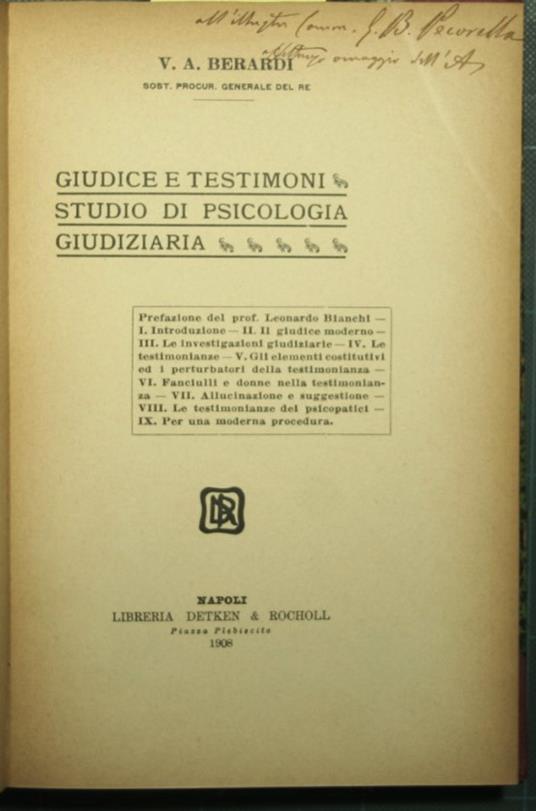 all'Illustre Comm. G. B. Pecorella
omaggio dell'A
V. A. BERARDI
SOST. PROCUR. GENERALE DEL RE
GIUDICE E TESTIMONI
STUDIO DI PSICOLOGIA
GIUDIZIARIA
Prefazione del prof. Leonardo Bianchi —
I. Introduzione — II. Il giudice moderno —
III. Le investigazioni giudiziarie — IV. Le
testimonianze — V. Gli elementi costitutivi
ed i perturbatori della testimonianza —
VI. Fanciulli e donne nella testimonian-
za — VII. Allucinazione e suggestione —
VIII. Le testimonianze dei psicopatici —
IX. Per una moderna procedura.
NAPOLI
LIBRERIA DETKEN & ROCHOLL
Piazza Plebiscito
1908